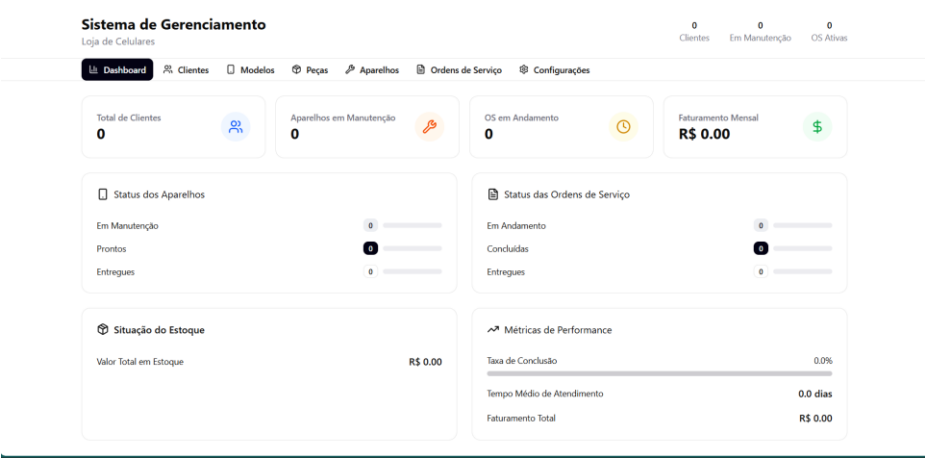 Sistema de Gerenciamento
Loja de Celulares
0 0 0
Clientes Em Manutenção OS Ativas
Dashboard Clientes Modelos Peças Aparelhos Ordens de Serviço Configurações
Total de Clientes
0
Aparelhos em Manutenção
0
OS em Andamento
0
Faturamento Mensal
R$ 0.00
Status dos Aparelhos
Em Manutenção 0
Prontos 0
Entregues 0
Status das Ordens de Serviço
Em Andamento 0
Concluídas 0
Entregues 0
Situação do Estoque
Valor Total em Estoque R$ 0.00
Métricas de Performance
Taxa de Conclusão 0.0%
Tempo Médio de Atendimento 0.0 dias
Faturamento Total R$ 0.00